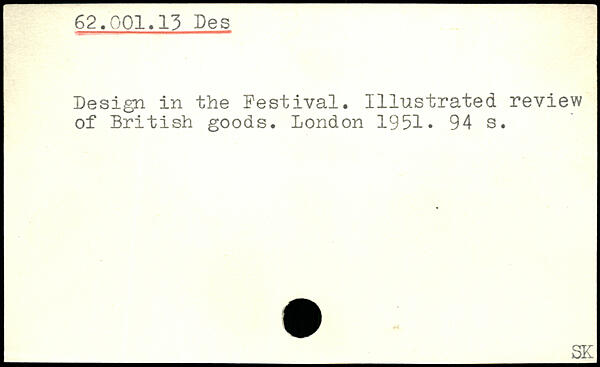 62.001.13 Des
Design in the Festival. Illustrated review
of British goods. London 1951. 94 s.
SK